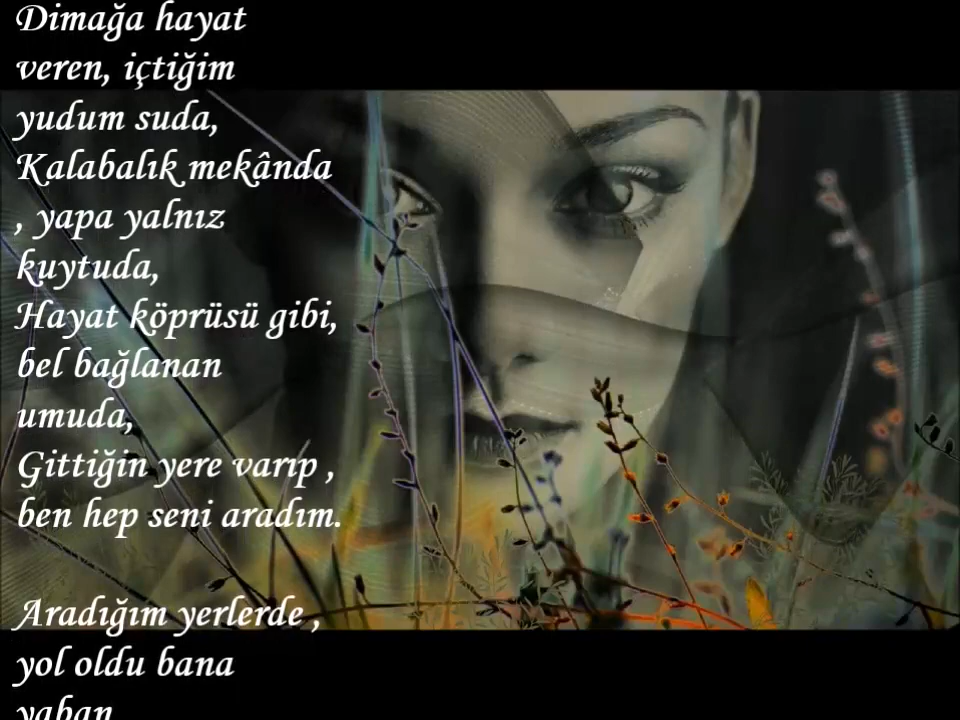 Dimağa hayat
veren, içtiğim
yudum suda,
Kalabalık mekânda
, yapa yalnız
kuytuda,
Hayat köprüsü gibi,
bel bağlanan
umuda,
Gittiğin yere varıp ,
ben hep seni aradım.
Aradığım yerlerde ,
yol oldu bana
yaban